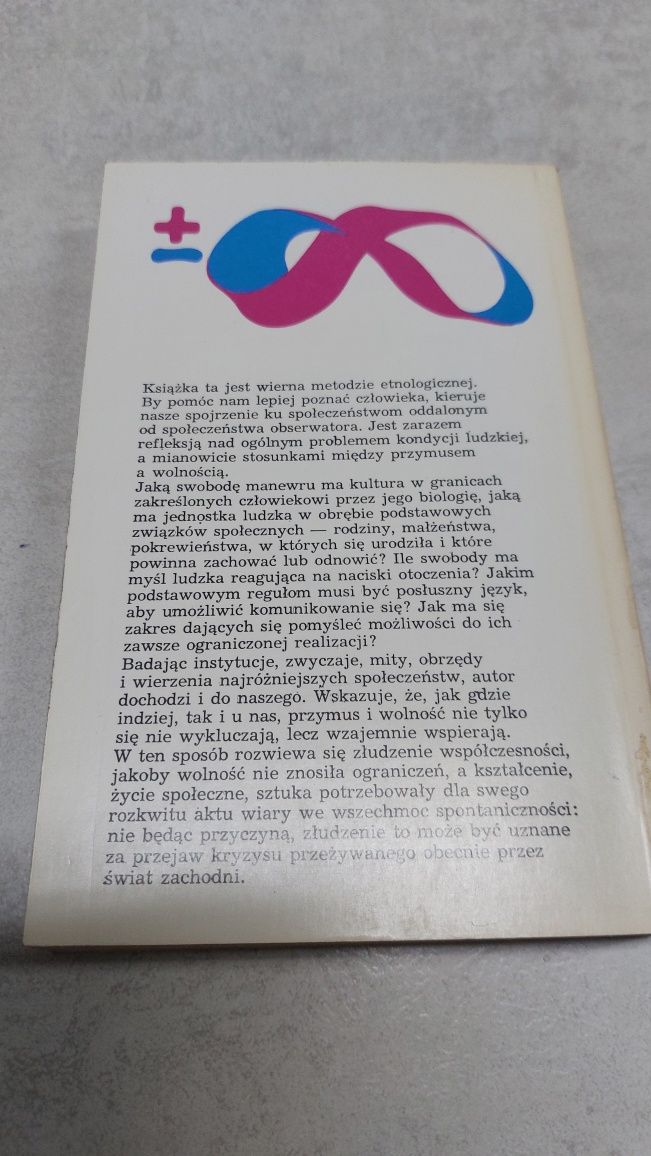 ±
Książka ta jest wierna metodzie etnologicznej.
By pomóc nam lepiej poznać człowieka, kieruje
nasze spojrzenie ku społeczeństwom oddalonym
od społeczeństwa obserwatora. Jest zarazem
refleksją nad ogólnym problemem kondycji ludzkiej,
a mianowicie stosunkami między przymusem
a wolnością.
Jaką swobodę manewru ma kultura w granicach
zakreślonych człowiekowi przez jego biologię, jaką
ma jednostka ludzka w obrębie podstawowych
związków społecznych — rodziny, małżeństwa,
pokrewieństwa, w których się urodziła i które
powinna zachować lub odnowić? Ile swobody ma
myśl ludzka reagująca na naciski otoczenia? Jakim
podstawowym regułom musi być posłuszny język,
aby umożliwić komunikowanie się? Jak ma się
zakres dających się pomyśleć możliwości do ich
zawsze ograniczonej realizacji?
Badając instytucje, zwyczaje, mity, obrzędy
i wierzenia najróżniejszych społeczeństw, autor
dochodzi i do naszego. Wskazuje, że, jak gdzie
indziej, tak i u nas, przymus i wolność nie tylko
się nie wykluczają, lecz wzajemnie wspierają.
W ten sposób rozwiewa się złudzenie współczesności,
jakoby wolność nie znosiła ograniczeń, a kształcenie,
życie społeczne, sztuka potrzebowały dla swego
rozkwitu aktu wiary we wszechmoc spontaniczności:
nie będąc przyczyną, złudzenie to może być uznane
za przejaw kryzysu przeżywanego obecnie przez
świat zachodni.